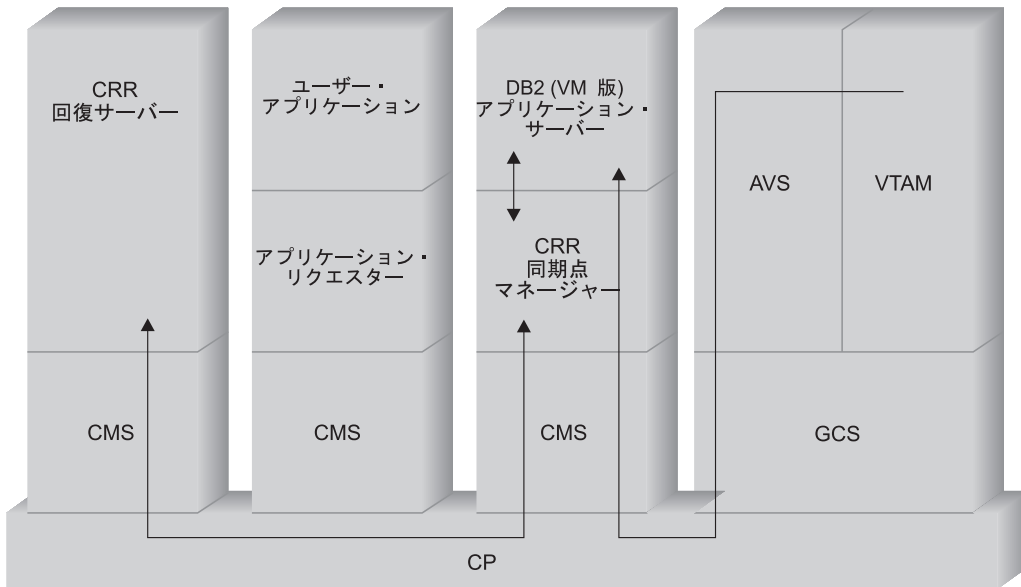 CRR
回復サーバー
CMS
ユーザー・
アプリケーション
アプリケーション・
リクエスター
CMS
DB2 (VM 版)
アプリケーション・
サーバー
CRR
同期点
マネージャー
CMS
AVS
VTAM
GCS
CP